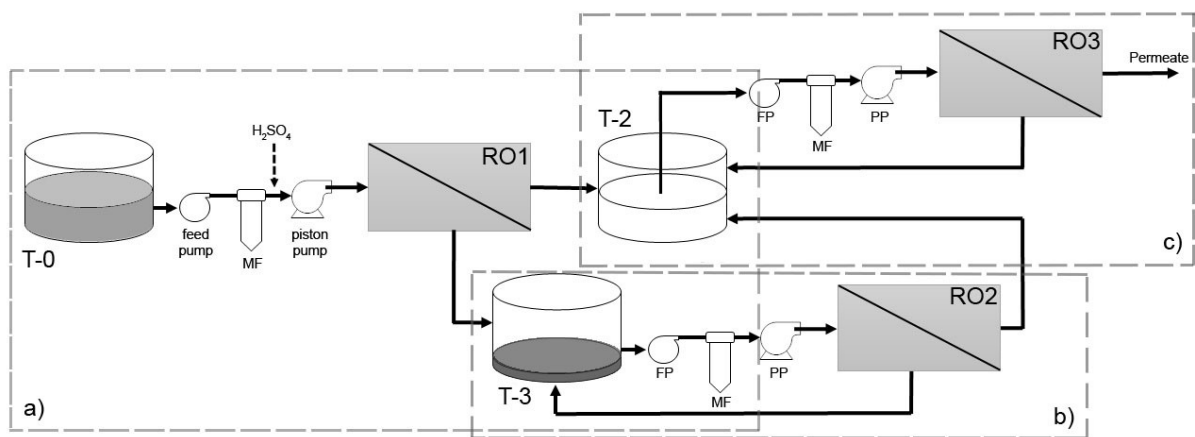 RO3
Permeate
FP
MF
PP
T-2
H₂SO₄
RO1
T-0
feed
pump
MF
piston
pump
c)
RO2
T-3
FP
MF
PP
a)
b)